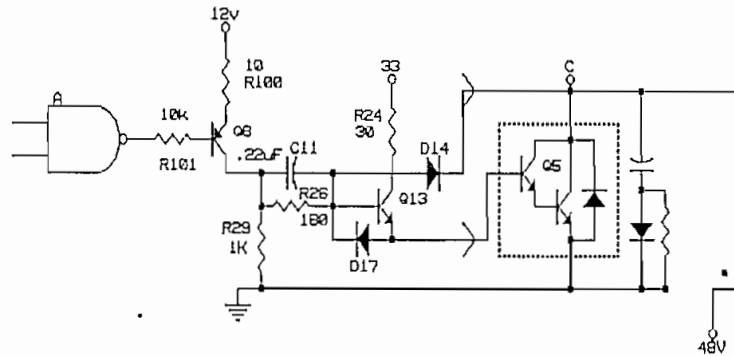 12v
10
R100
A
10k
R101
Q8
.22uF
C11
R26
180
R29
1K
33
R24
30
D14
Q13
D17
C
Q5
48V